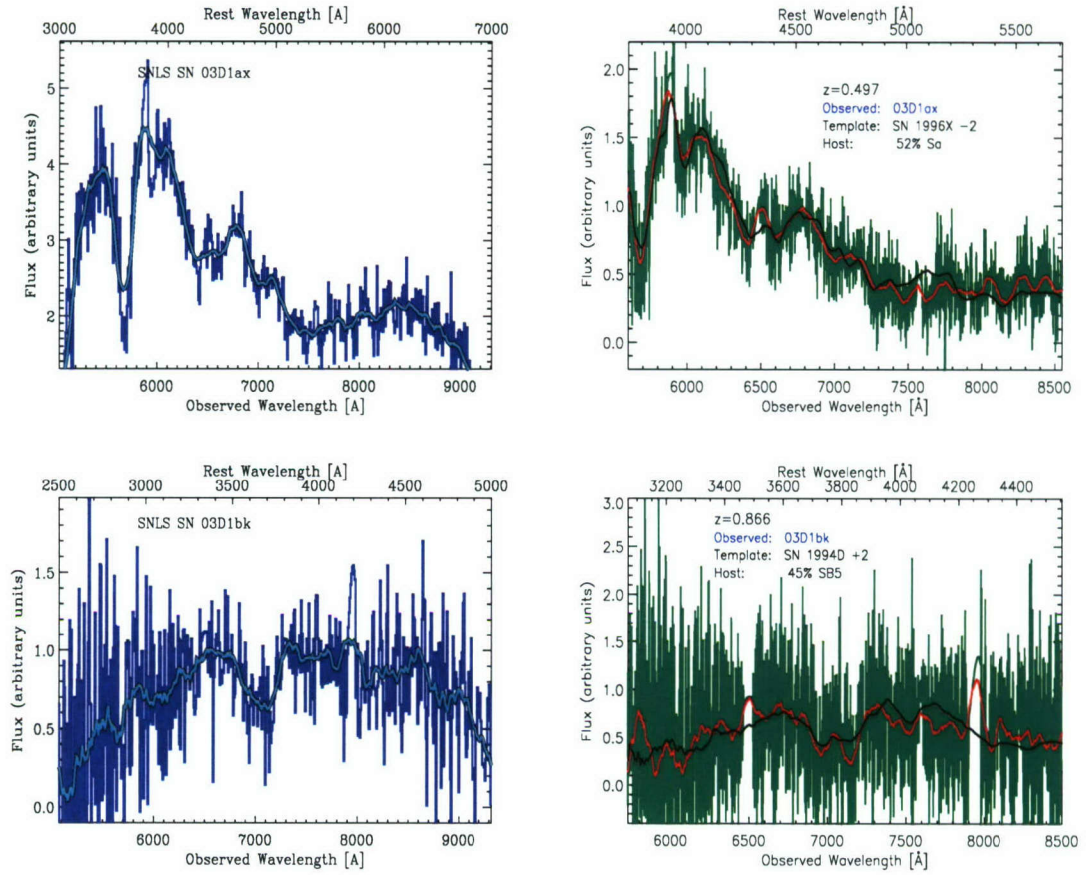 Rest Wavelength [A]
3000 4000 5000 6000 7000
SNLS SN 03D1ax
Flux (arbitrary units)
5
4
3
2
6000 7000 8000 9000
Observed Wavelength [A]
Rest Wavelength [Å]
4000 4500 5000 5500
z=0.497
Observed: 03D1ax
Template: SN 1996X -2
Host: 52% Sa
Flux (arbitrary units)
2.0
1.5
1.0
0.5
0.0
6000 6500 7000 7500 8000 8500
Observed Wavelength [Å]
Rest Wavelength [A]
2500 3000 3500 4000 4500 5000
SNLS SN 03D1bk
Flux (arbitrary units)
1.5
1.0
0.5
0.0
6000 7000 8000 9000
Observed Wavelength [A]
Rest Wavelength [Å]
3200 3400 3600 3800 4000 4200 4400
z=0.866
Observed: 03D1bk
Template: SN 1994D +2
Host: 45% SB5
Flux (arbitrary units)
3.0
2.5
2.0
1.5
1.0
0.5
0.0
6000 6500 7000 7500 8000 8500
Observed Wavelength [Å]